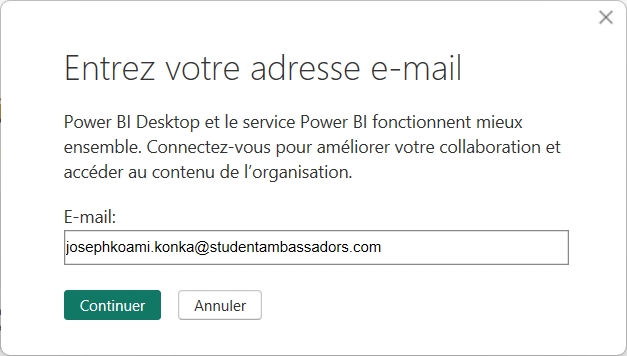 Entrez votre adresse e-mail
Power BI Desktop et le service Power BI fonctionnent mieux
ensemble. Connectez-vous pour améliorer votre collaboration et
accéder au contenu de l’organisation.
E-mail:
josephkoami.konka@studentambassadors.com
Continuer
Annuler